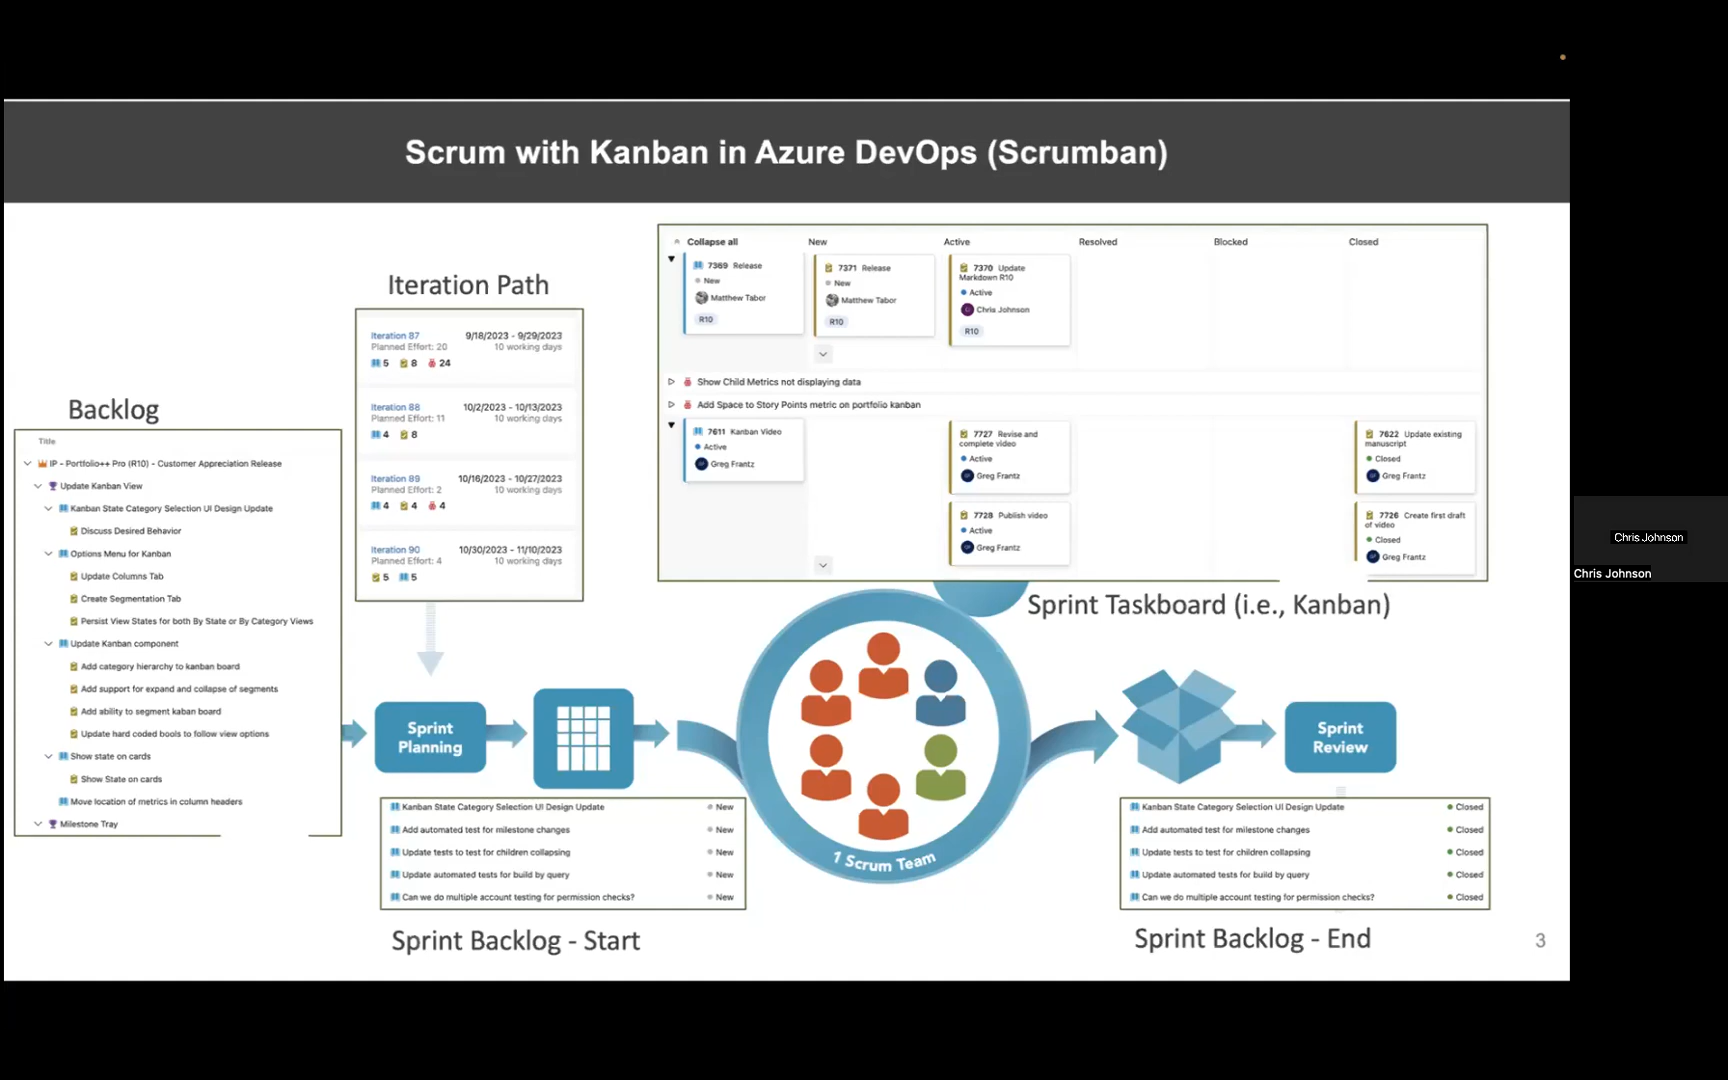 Scrum with Kanban in Azure DevOps (Scrumban)
Backlog
Title
IP - Portfolio++ Pro (R10) - Customer Appreciation Release
Update Kanban View
Kanban State Category Selection UI Design Update
Discuss Desired Behavior
Options Menu for Kanban
Update Columns Tab
Create Segmentation Tab
Persist View States for both By State or By Category Views
Update Kanban component
Add category hierarchy to kanban board
Add support for expand and collapse of segments
Add ability to segment kaban board
Update hard coded bools to follow view options
Show state on cards
Show State on cards
Move location of metrics in column headers
Milestone Tray
Iteration Path
Iteration 87 9/18/2023 - 9/29/2023
Planned Effort: 20 10 working days
5 8 24
Iteration 88 10/2/2023 - 10/13/2023
Planned Effort: 11 10 working days
4 8
Iteration 89 10/16/2023 - 10/27/2023
Planned Effort: 2 10 working days
4 4 4
Iteration 90 10/30/2023 - 11/10/2023
Planned Effort: 4 10 working days
5 5
Collapse all New Active Resolved Blocked Closed
7369 Release
New
Matthew Tabor
R10
7371 Release
New
Matthew Tabor
R10
7370 Update
Markdown R10
Active
Chris Johnson
R10
Show Child Metrics not displaying data
Add Space to Story Points metric on portfolio kanban
7611 Kanban Video
Active
Greg Frantz
7727 Revise and
complete video
Active
Greg Frantz
7728 Publish video
Active
Greg Frantz
7622 Update existing
manuscript
Closed
Greg Frantz
7726 Create first draft
of video
Closed
Greg Frantz
Sprint Taskboard (i.e., Kanban)
Sprint
Planning
1 Scrum Team
Sprint
Review
Kanban State Category Selection UI Design Update New
Add automated test for milestone changes New
Update tests to test for children collapsing New
Update automated tests for build by query New
Can we do multiple account testing for permission checks? New
Sprint Backlog - Start
Kanban State Category Selection UI Design Update Closed
Add automated test for milestone changes Closed
Update tests to test for children collapsing Closed
Update automated tests for build by query Closed
Can we do multiple account testing for permission checks? Closed
Sprint Backlog - End
3
Chris Johnson
Chris Johnson